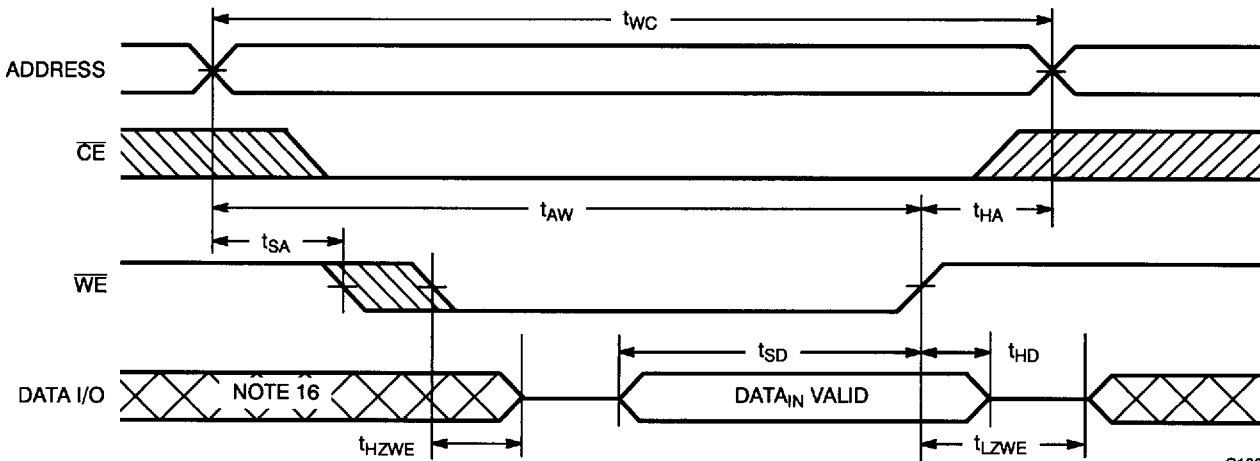 tWC
ADDRESS
CE
tAW
tHA
tSA
WE
tSD
tHD
DATA I/O
NOTE 16
DATAIN VALID
tHZWE
tLZWE